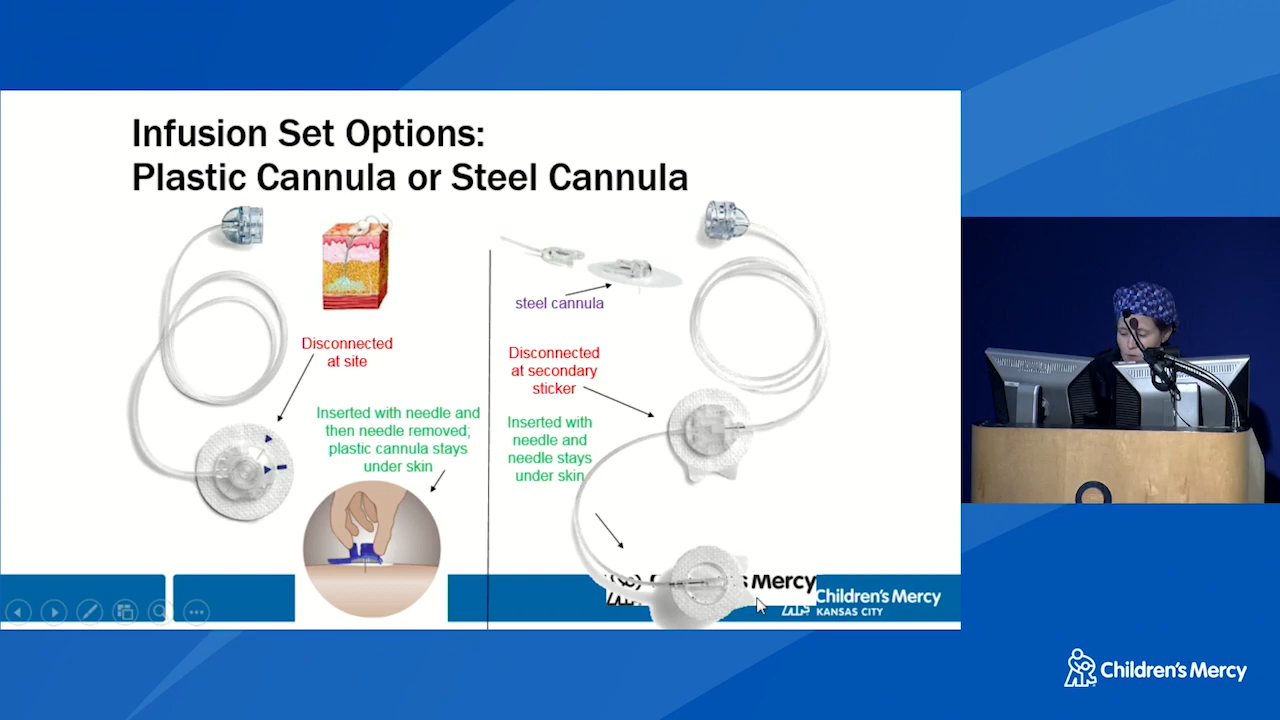 Infusion Set Options:
Plastic Cannula or Steel Cannula
Disconnected
at site
Inserted with needle and
then needle removed;
plastic cannula stays
under skin
steel cannula
Disconnected
at secondary
sticker
Inserted with
needle and
needle stays
under skin
Mercy
Children's Mercy
KANSAS CITY
Children's Mercy